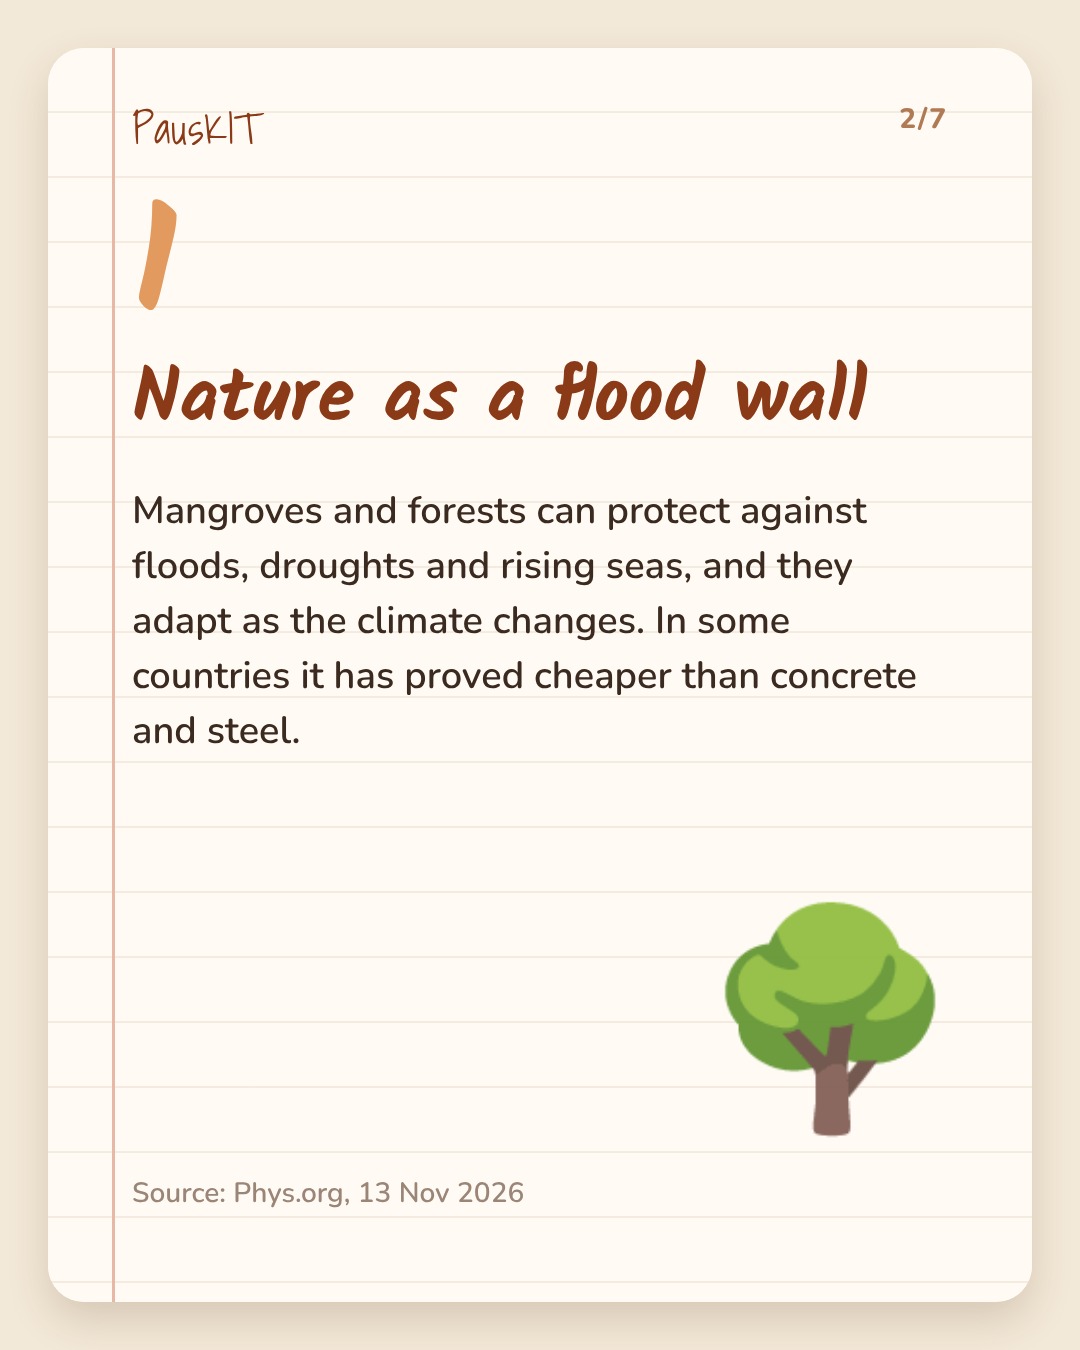 PausKIT
2/7
1
Nature as a flood wall
Mangroves and forests can protect against
floods, droughts and rising seas, and they
adapt as the climate changes. In some
countries it has proved cheaper than concrete
and steel.
Source: Phys.org, 13 Nov 2026